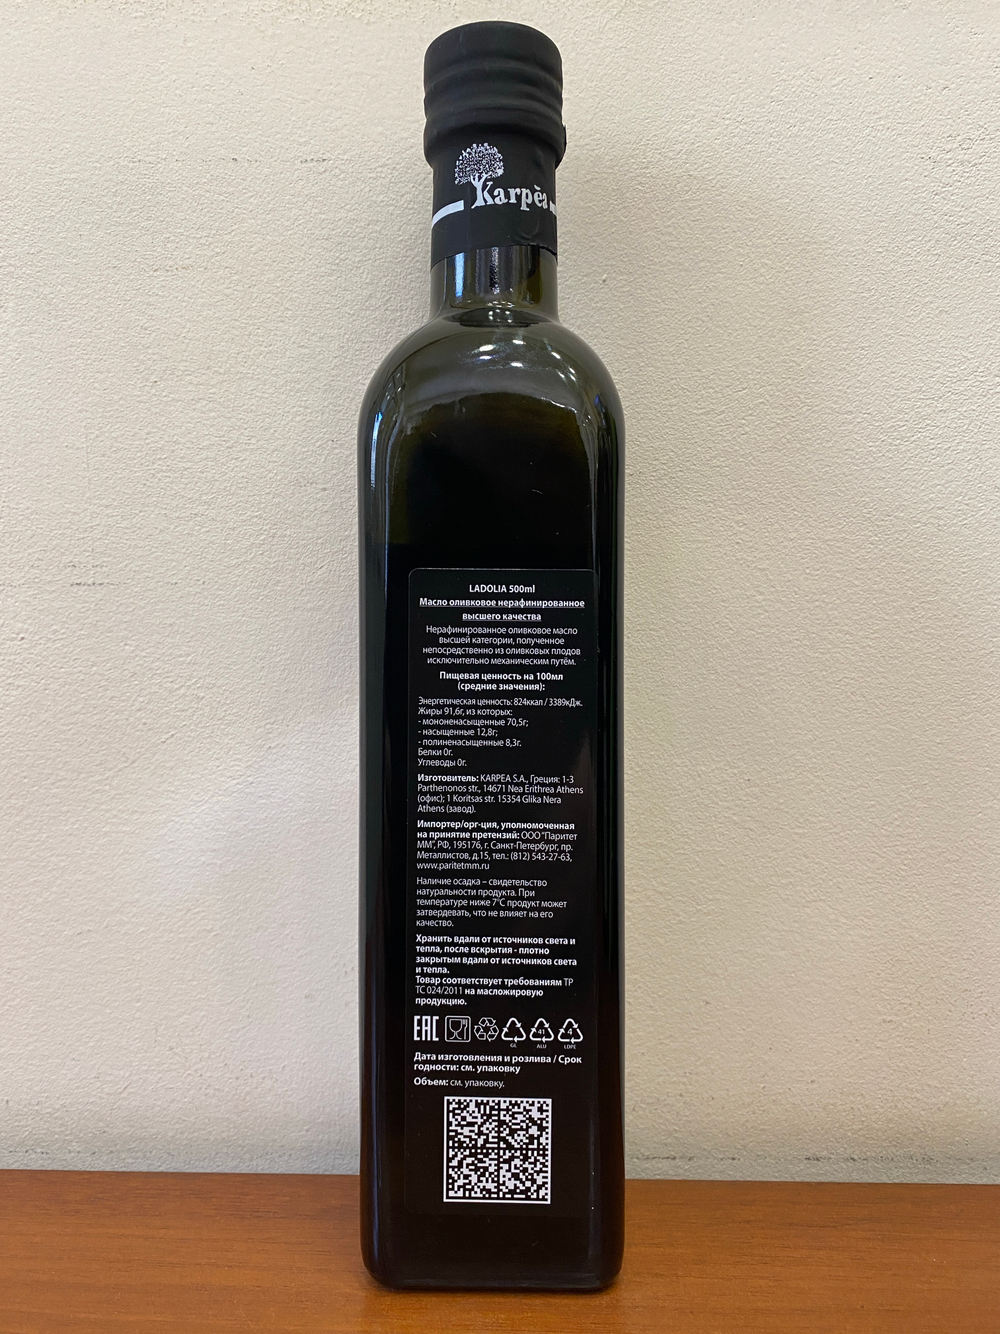 Karpēa
LADOLIA 500ml
Масло оливковое нерафинированное
высшего качества
Нерафинированное оливковое масло
высшей категории, полученное
непосредственно из оливковых плодов
исключительно механическим путём.
Пищевая ценность на 100мл
(средние значения):
Энергетическая ценность: 824ккал / 3389кДж.
Жиры 91,6г, из которых:
- мононенасыщенные 70,5г;
- насыщенные 12,8г;
- полиненасыщенные 8,3г.
Белки 0г.
Углеводы 0г.
Изготовитель: KARPEA S.A., Греция: 1-3
Parthenonos str., 14671 Nea Erithrea Athens
(офис); 1 Koritsas str. 15354 Glika Nera
Athens (завод).
Импортер/орг-ция, уполномоченная
на принятие претензий: ООО "Паритет
ММ", РФ, 195176, г. Санкт-Петербург, пр.
Металлистов, д.15, тел.: (812) 543-27-63,
www.paritetmm.ru
Наличие осадка – свидетельство
натуральности продукта. При
температуре ниже 7°С продукт может
затвердевать, что не влияет на его
качество.
Хранить вдали от источников света и
тепла, после вскрытия - плотно
закрытым вдали от источников света
и тепла.
Товар соответствует требованиям ТР
ТС 024/2011 на масложировую
продукцию.
EAC
41 4
GL ALU LDPE
Дата изготовления и розлива / Срок
годности: см. упаковку
Объем: см. упаковку.